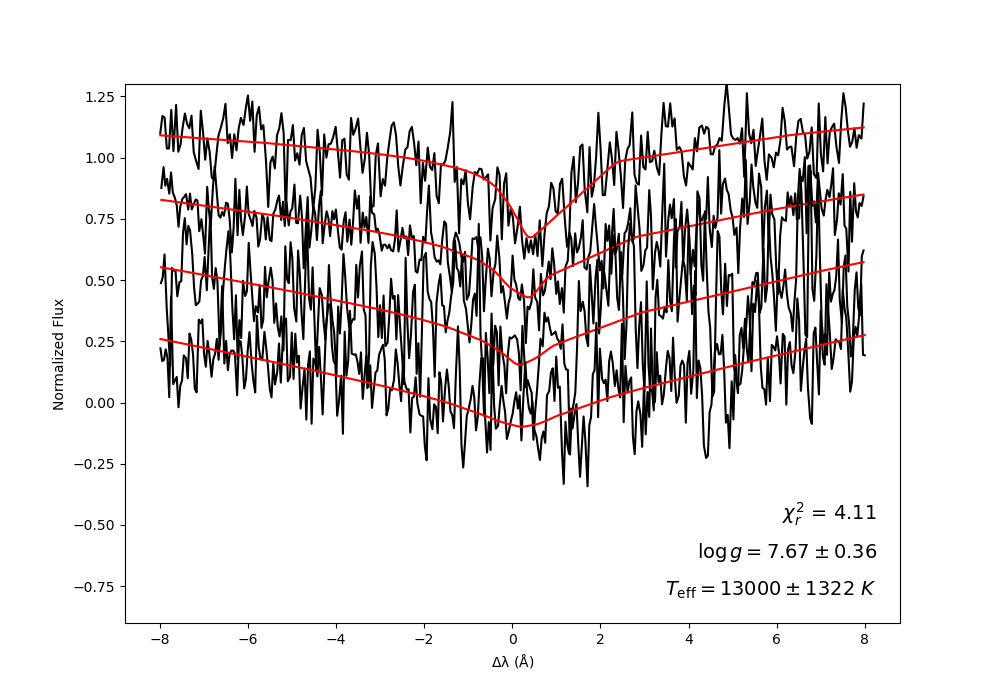 1.25
1.00
0.75
0.50
0.25
0.00
−0.25
−0.50
−0.75
Normalized Flux
χ²ᵣ = 4.11
log g = 7.67 ± 0.36
T_eff = 13000 ± 1322 K
−8 −6 −4 −2 0 2 4 6 8
Δλ (Å)